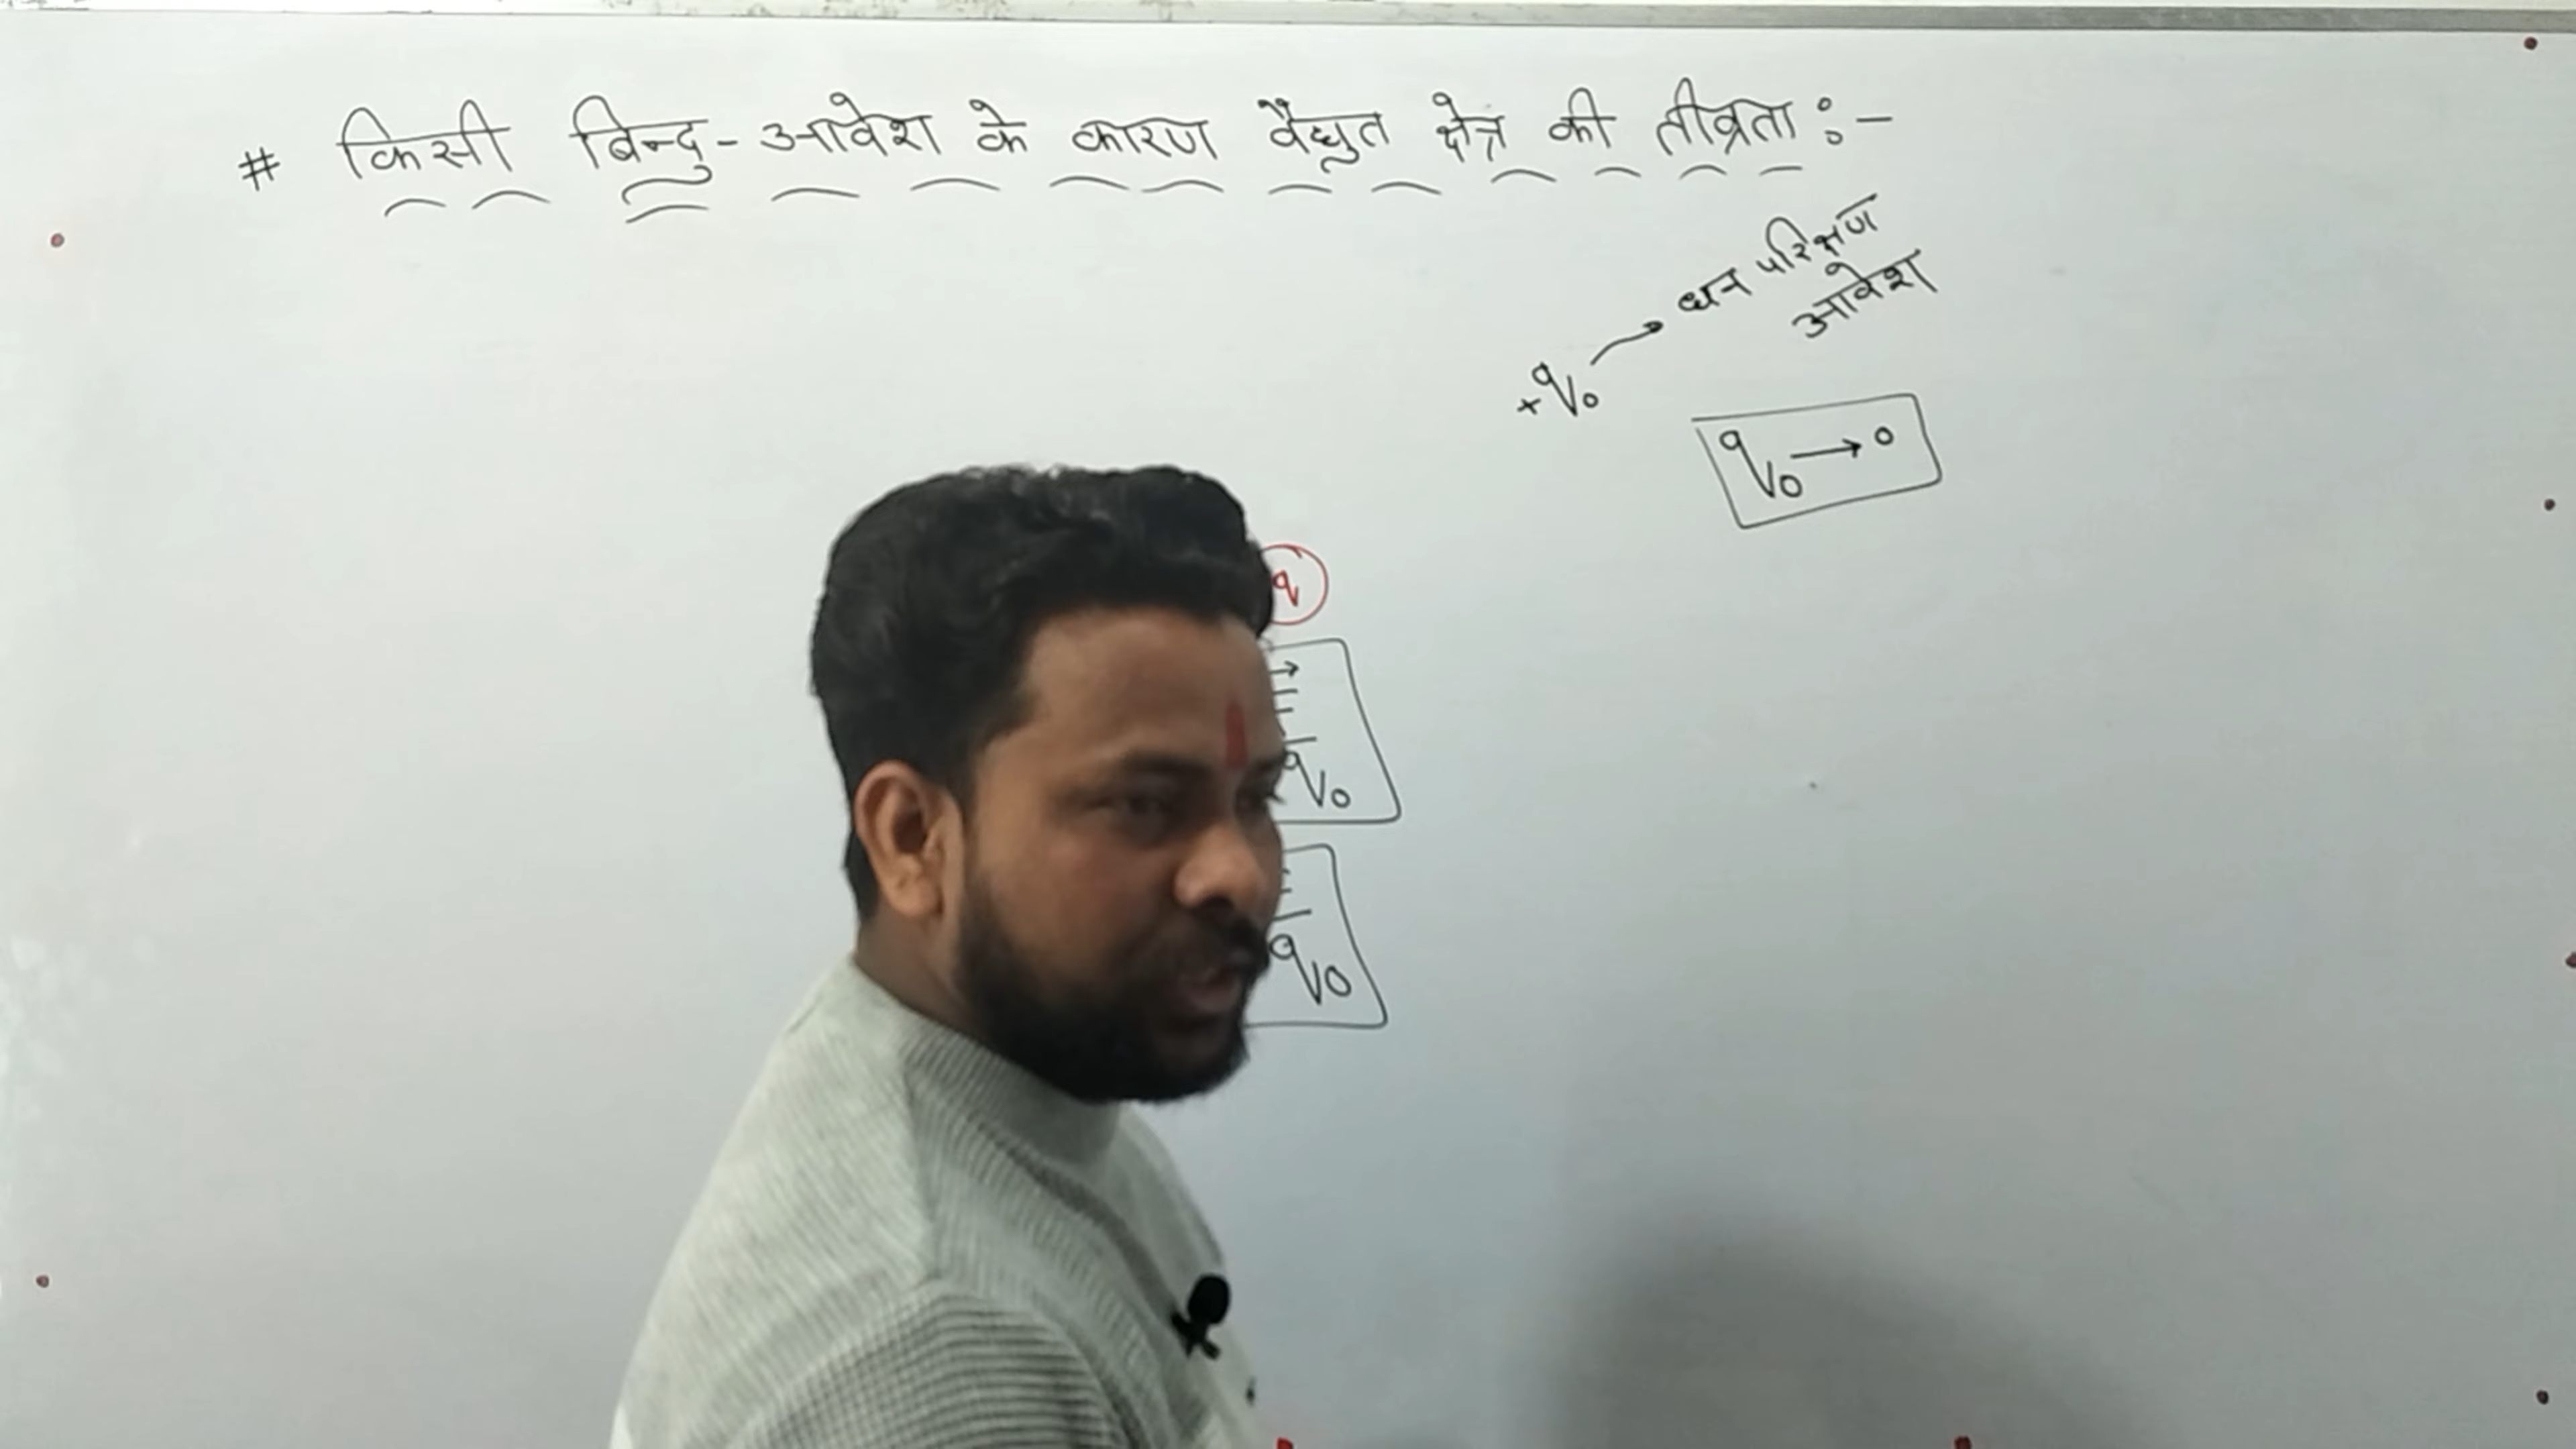 # किसी बिन्दु-आवेश के कारण वैद्युत क्षेत्र की तीव्रता :-
धन परिक्षण
आवेश
+q₀
q₀ → 0
q
q₀
q₀